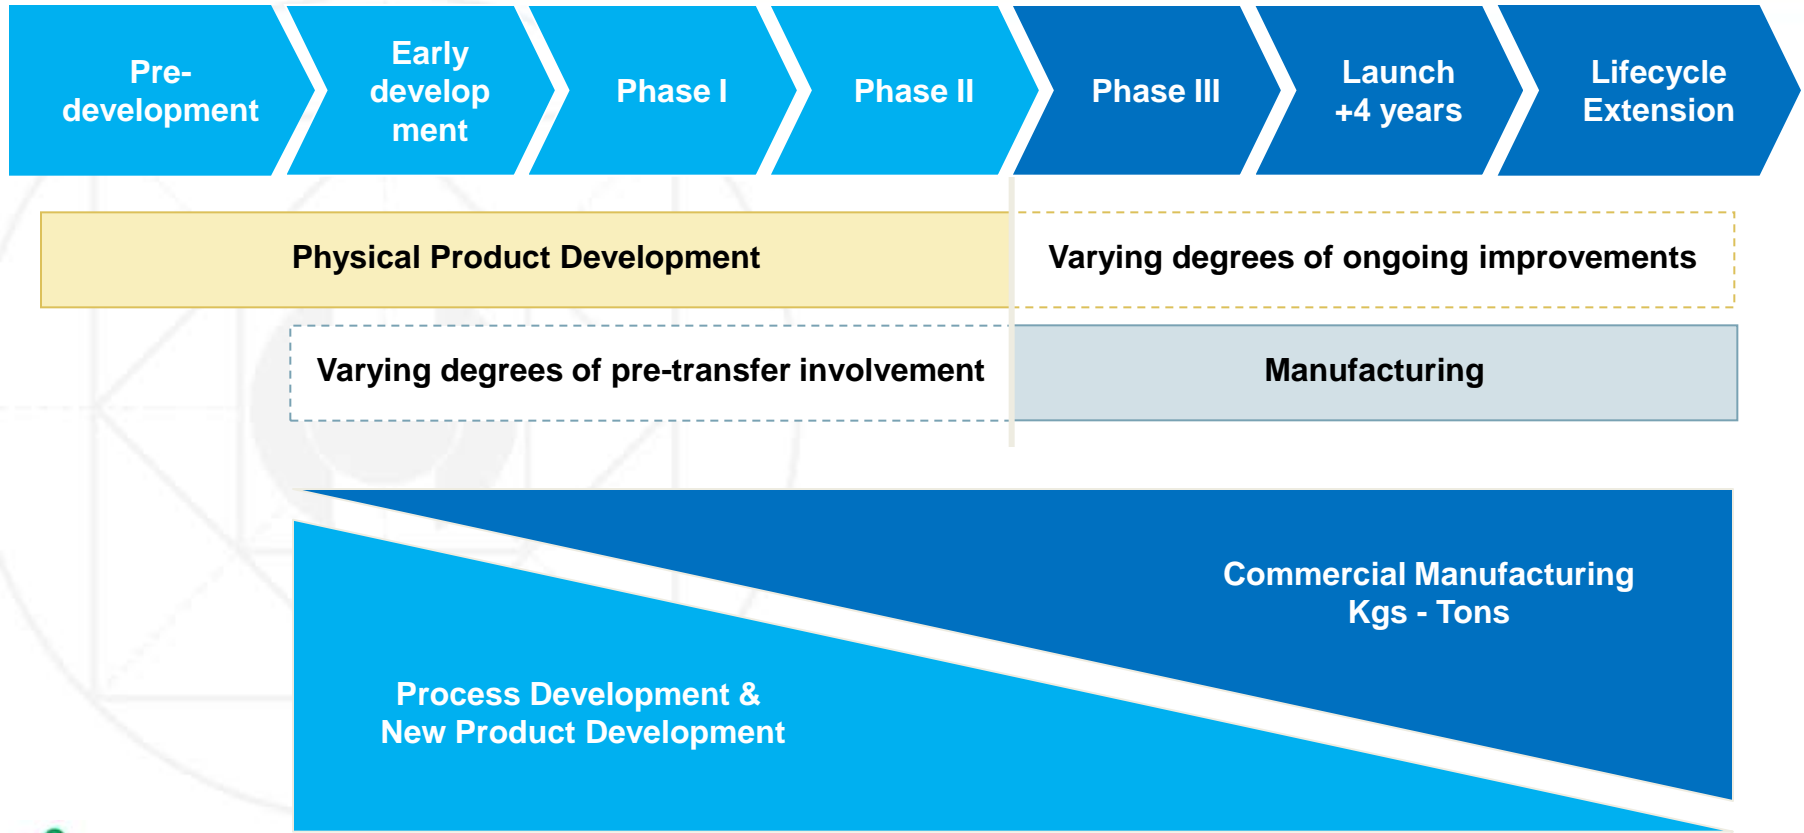 Pre-
development
Early
develop
ment
Phase I
Phase II
Phase III
Launch
+4 years
Lifecycle
Extension
Physical Product Development
Varying degrees of ongoing improvements
Varying degrees of pre-transfer involvement
Manufacturing
Commercial Manufacturing
Kgs - Tons
Process Development &
New Product Development